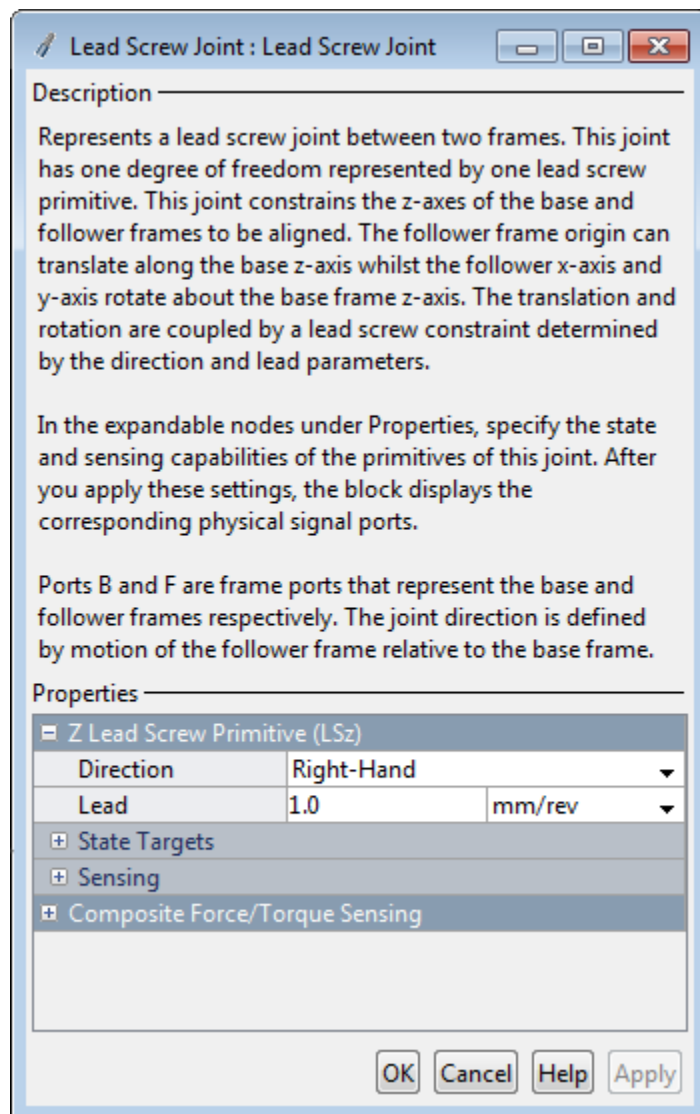 Lead Screw Joint : Lead Screw Joint
Description
Represents a lead screw joint between two frames. This joint
has one degree of freedom represented by one lead screw
primitive. This joint constrains the z-axes of the base and
follower frames to be aligned. The follower frame origin can
translate along the base z-axis whilst the follower x-axis and
y-axis rotate about the base frame z-axis. The translation and
rotation are coupled by a lead screw constraint determined
by the direction and lead parameters.
In the expandable nodes under Properties, specify the state
and sensing capabilities of the primitives of this joint. After
you apply these settings, the block displays the
corresponding physical signal ports.
Ports B and F are frame ports that represent the base and
follower frames respectively. The joint direction is defined
by motion of the follower frame relative to the base frame.
Properties
Z Lead Screw Primitive (LSz)
Direction Right-Hand
Lead 1.0 mm/rev
State Targets
Sensing
Composite Force/Torque Sensing
OK Cancel Help Apply